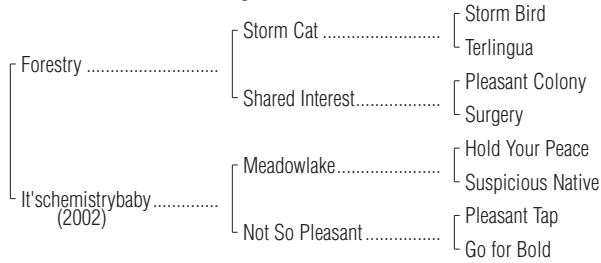 Storm Bird
Storm Cat ....................
Terlingua
Forestry ........................
Pleasant Colony
Shared Interest...............
Surgery
Hold Your Peace
Meadowlake..................
Suspicious Native
It'schemistrybaby..............
(2002)
Pleasant Tap
Not So Pleasant.............
Go for Bold